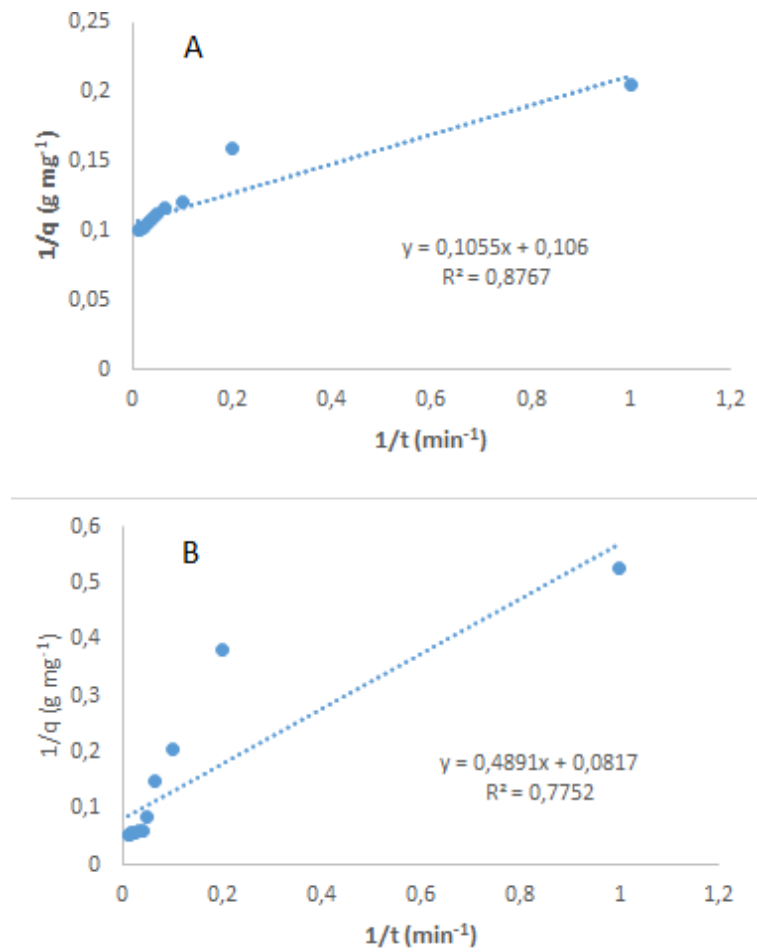 A
0,25
0,2
0,15
0,1
0,05
0
1/q (g mg⁻¹)
y = 0,1055x + 0,106
R² = 0,8767
0 0,2 0,4 0,6 0,8 1 1,2
1/t (min⁻¹)
B
0,6
0,5
0,4
0,3
0,2
0,1
0
1/q (g mg⁻¹)
y = 0,4891x + 0,0817
R² = 0,7752
0 0,2 0,4 0,6 0,8 1 1,2
1/t (min⁻¹)